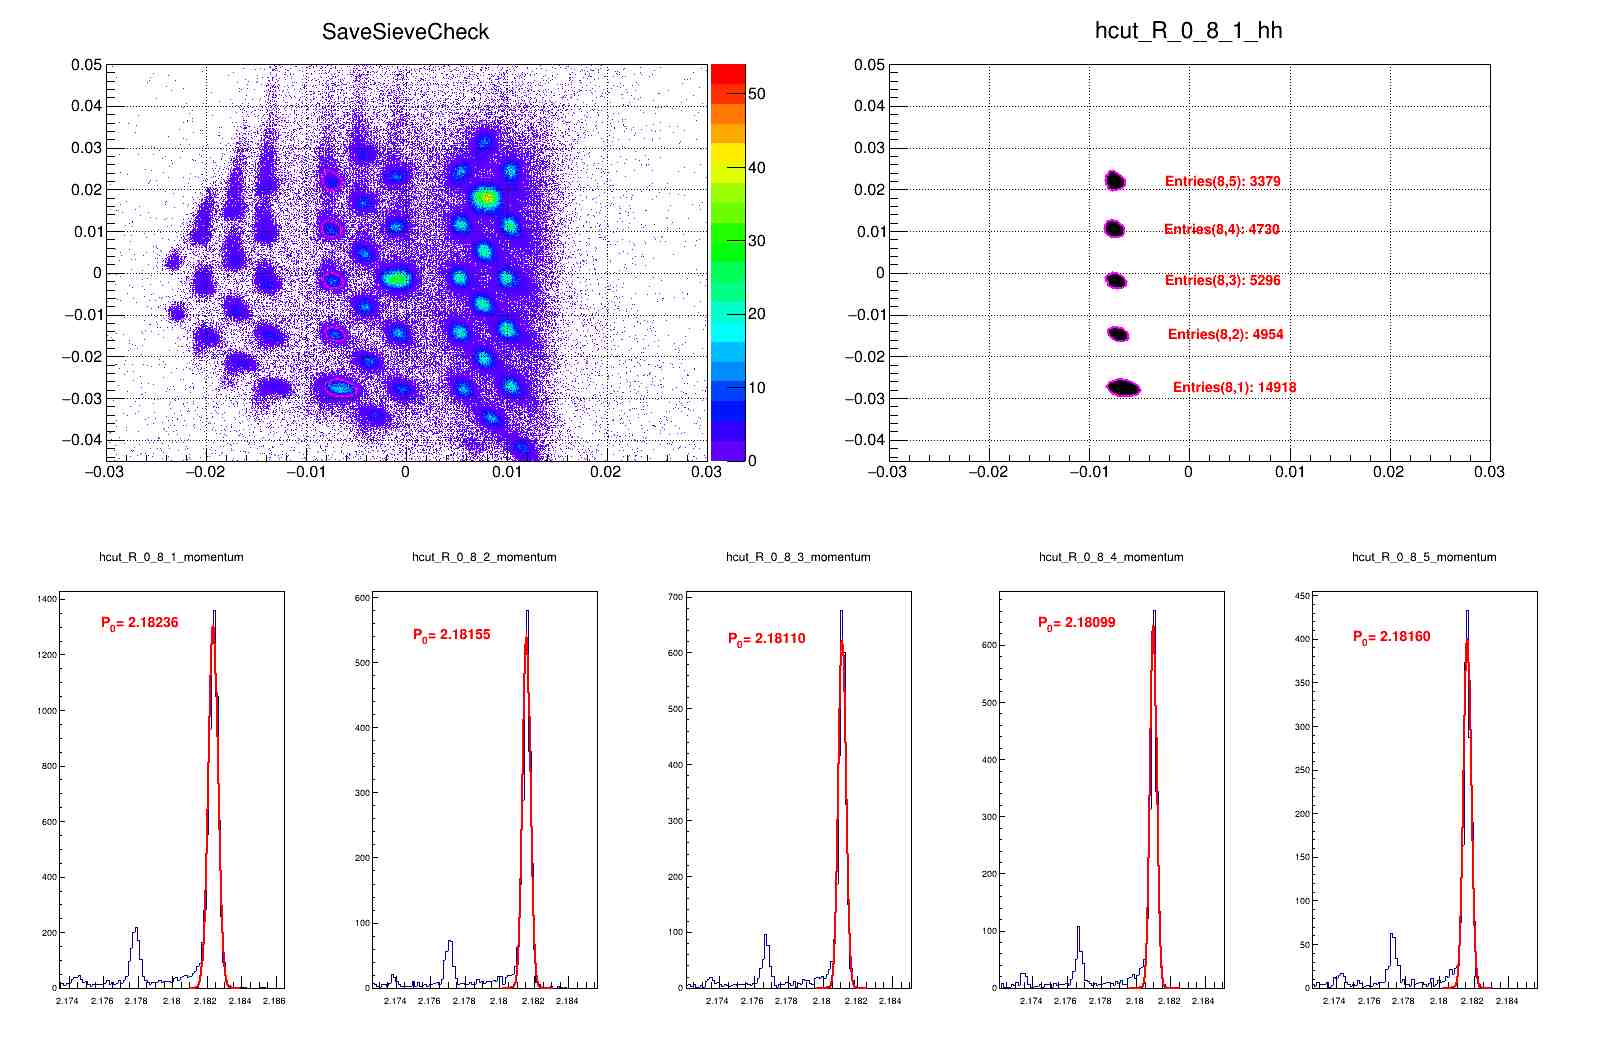 SaveSieveCheck
hcut_R_0_8_1_hh
0.05
0.04
0.03
0.02
0.01
0
−0.01
−0.02
−0.03
−0.04
−0.03 −0.02 −0.01 0 0.01 0.02 0.03
50
40
30
20
10
0
0.05
0.04
0.03
0.02
0.01
0
−0.01
−0.02
−0.03
−0.04
−0.03 −0.02 −0.01 0 0.01 0.02 0.03
Entries(8,5): 3379
Entries(8,4): 4730
Entries(8,3): 5296
Entries(8,2): 4954
Entries(8,1): 14918
hcut_R_0_8_1_momentum
P0= 2.18236
1400
1200
1000
800
600
400
200
0
2.174 2.176 2.178 2.18 2.182 2.184 2.186
hcut_R_0_8_2_momentum
P0= 2.18155
600
500
400
300
200
100
0
2.174 2.176 2.178 2.18 2.182 2.184
hcut_R_0_8_3_momentum
P0= 2.18110
700
600
500
400
300
200
100
0
2.174 2.176 2.178 2.18 2.182 2.184
hcut_R_0_8_4_momentum
P0= 2.18099
600
500
400
300
200
100
0
2.174 2.176 2.178 2.18 2.182 2.184
hcut_R_0_8_5_momentum
P0= 2.18160
450
400
350
300
250
200
150
100
50
0
2.174 2.176 2.178 2.18 2.182 2.184